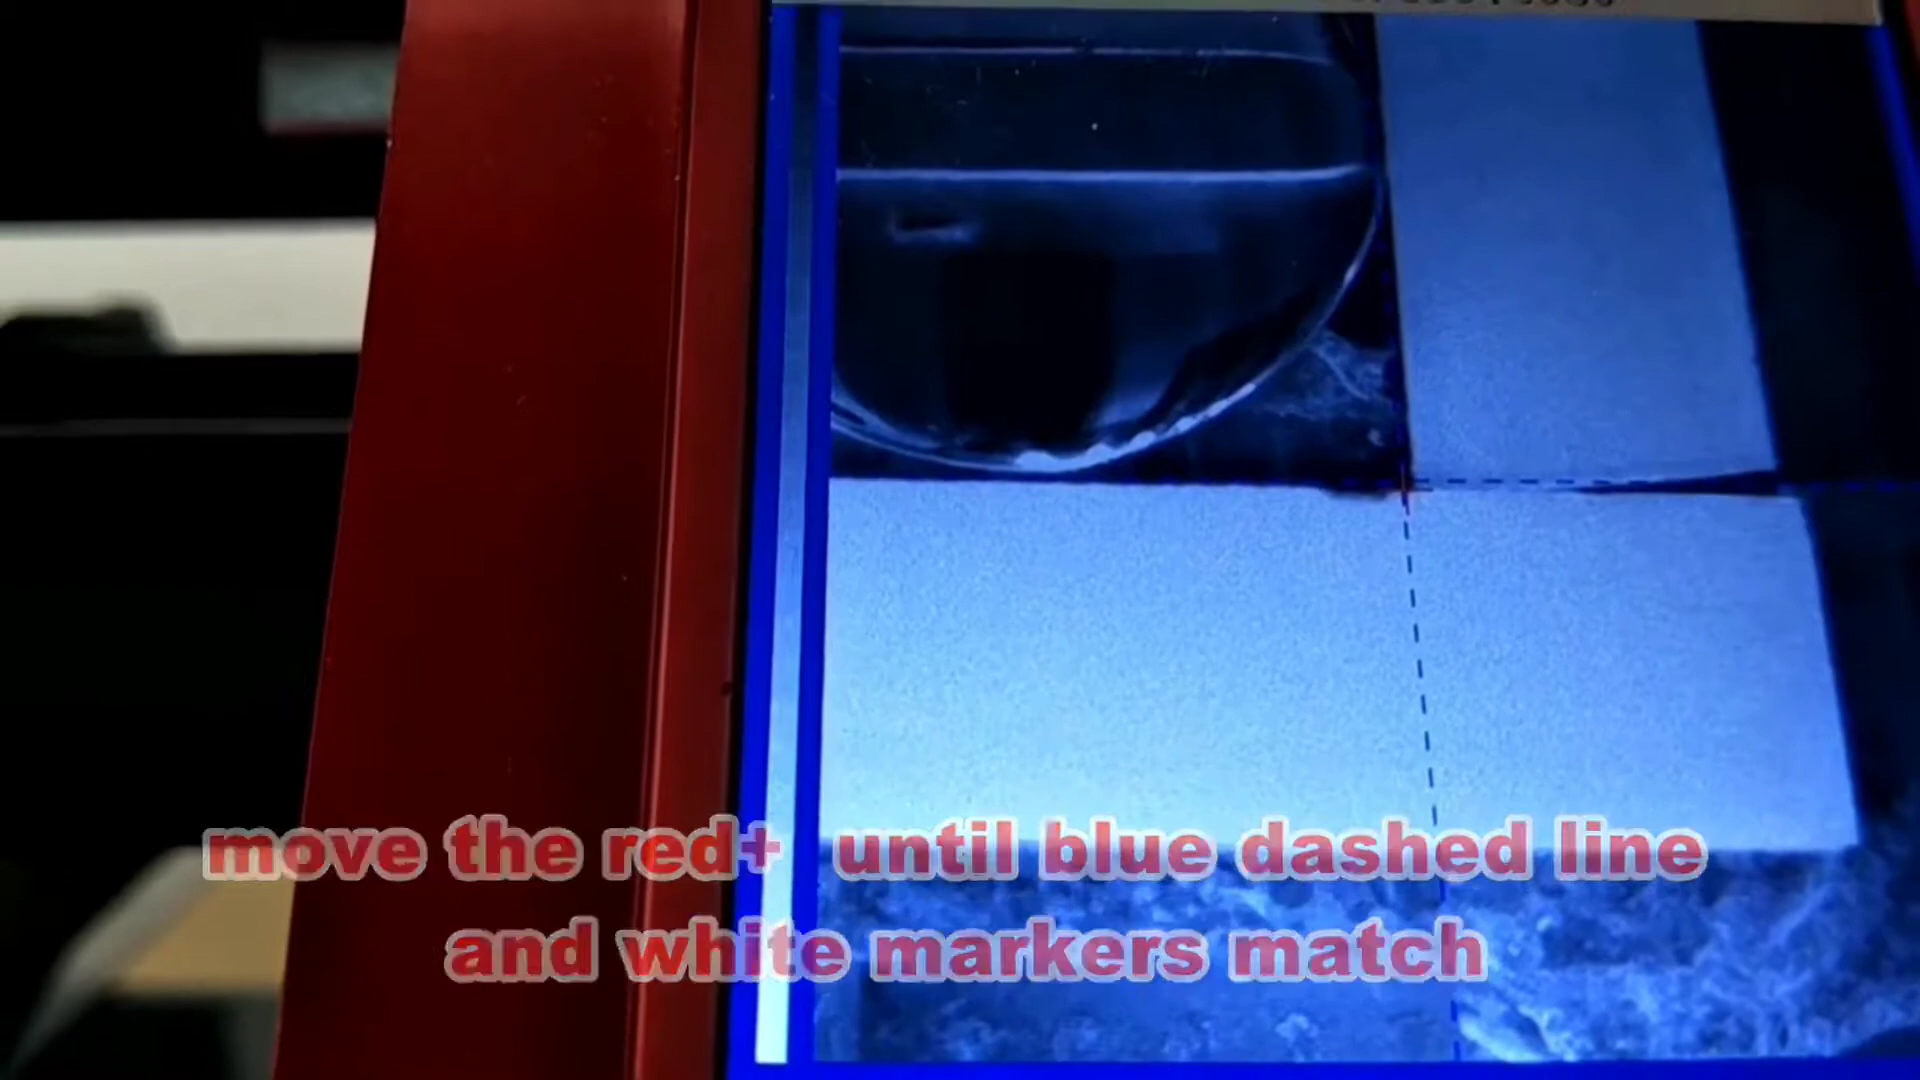 move the red+ until blue dashed line
and white markers match